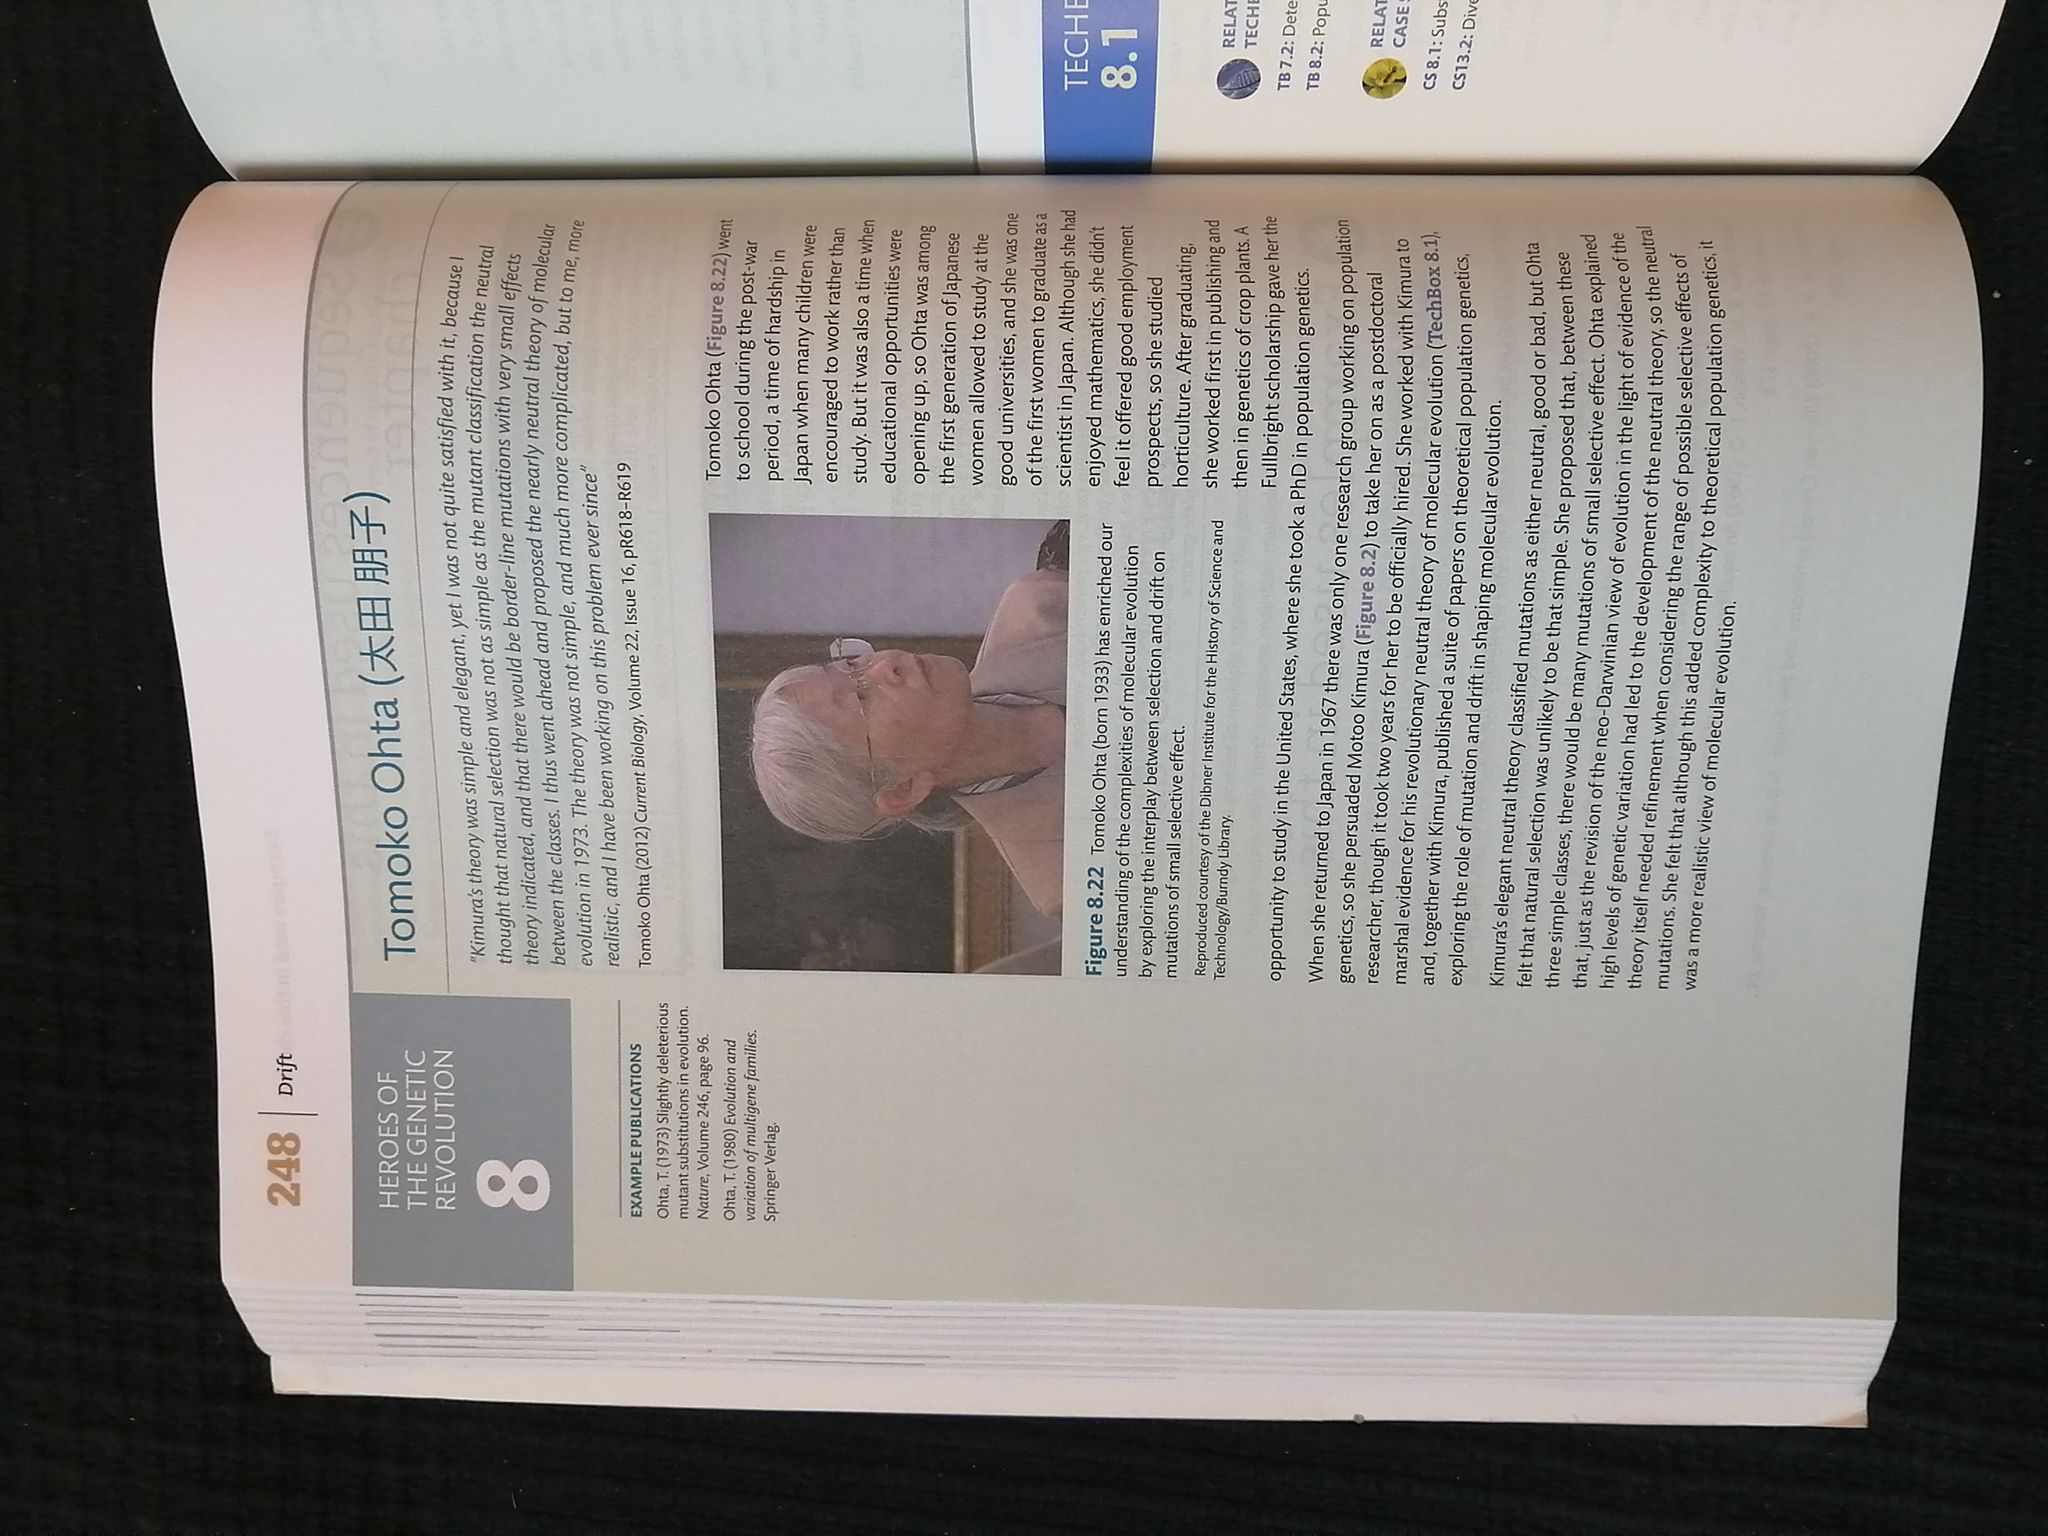 248 | Drift
HEROES OF
THE GENETIC
REVOLUTION
8
Tomoko Ohta (太田 朋子)
"Kimura's theory was simple and elegant, yet I was not quite satisfied with it, because I
thought that natural selection was not as simple as the mutant classification the neutral
theory indicated, and that there would be border-line mutations with very small effects
between the classes. I thus went ahead and proposed the nearly neutral theory of molecular
evolution in 1973. The theory was not simple, and much more complicated, but to me, more
realistic, and I have been working on this problem ever since"
Tomoko Ohta (2012) Current Biology, Volume 22, Issue 16, pR618–R619
EXAMPLE PUBLICATIONS
Ohta, T. (1973) Slightly deleterious
mutant substitutions in evolution.
Nature, Volume 246, page 96.
Ohta, T. (1980) Evolution and
variation of multigene families.
Springer Verlag.
Figure 8.22 Tomoko Ohta (born 1933) has enriched our
understanding of the complexities of molecular evolution
by exploring the interplay between selection and drift on
mutations of small selective effect.
Reproduced courtesy of the Dibner Institute for the History of Science and
Technology/Burndy Library.
Tomoko Ohta (Figure 8.22) went
to school during the post-war
period, a time of hardship in
Japan when many children were
encouraged to work rather than
study. But it was also a time when
educational opportunities were
opening up, so Ohta was among
the first generation of Japanese
women allowed to study at the
good universities, and she was one
of the first women to graduate as a
scientist in Japan. Although she had
enjoyed mathematics, she didn't
feel it offered good employment
prospects, so she studied
horticulture. After graduating,
she worked first in publishing and
then in genetics of crop plants. A
Fullbright scholarship gave her the
opportunity to study in the United States, where she took a PhD in population genetics.
When she returned to Japan in 1967 there was only one research group working on population
genetics, so she persuaded Motoo Kimura (Figure 8.2) to take her on as a postdoctoral
researcher, though it took two years for her to be officially hired. She worked with Kimura to
marshal evidence for his revolutionary neutral theory of molecular evolution (TechBox 8.1),
and, together with Kimura, published a suite of papers on theoretical population genetics,
exploring the role of mutation and drift in shaping molecular evolution.
Kimura's elegant neutral theory classified mutations as either neutral, good or bad, but Ohta
felt that natural selection was unlikely to be that simple. She proposed that, between these
three simple classes, there would be many mutations of small selective effect. Ohta explained
that, just as the revision of the neo-Darwinian view of evolution in the light of evidence of the
high levels of genetic variation had led to the development of the neutral theory, so the neutral
theory itself needed refinement when considering the range of possible selective effects of
mutations. She felt that although this added complexity to theoretical population genetics, it
was a more realistic view of molecular evolution.
8.1
TB 7.2:
TB 8.2:
CASE
CS 8.1:
CS13.2: